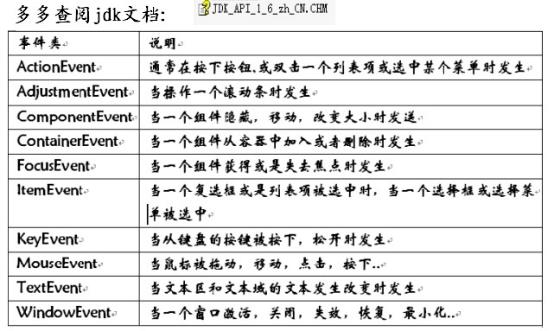 多多查阅jdk文档: JDK_API_1_6_zh_CN.CHM
事件类 说明
ActionEvent 通常在按下按钮,或双击一个列表项或选中某个菜单时发生
AdjustmentEvent 当操作一个滚动条时发生
ComponentEvent 当一个组件隐藏，移动，改变大小时发送
ContainerEvent 当一个组件从容器中加入或者删除时发生
FocusEvent 当一个组件获得或是失去焦点时发生
ItemEvent 当一个复选框或是列表项被选中时，当一个选择框或选择菜
单被选中
KeyEvent 当从键盘的按键被按下，松开时发生
MouseEvent 当鼠标被拖动，移动，点击，按下..
TextEvent 当文本区和文本域的文本发生改变时发生
WindowEvent 当一个窗口激活，关闭，失效，恢复，最小化..